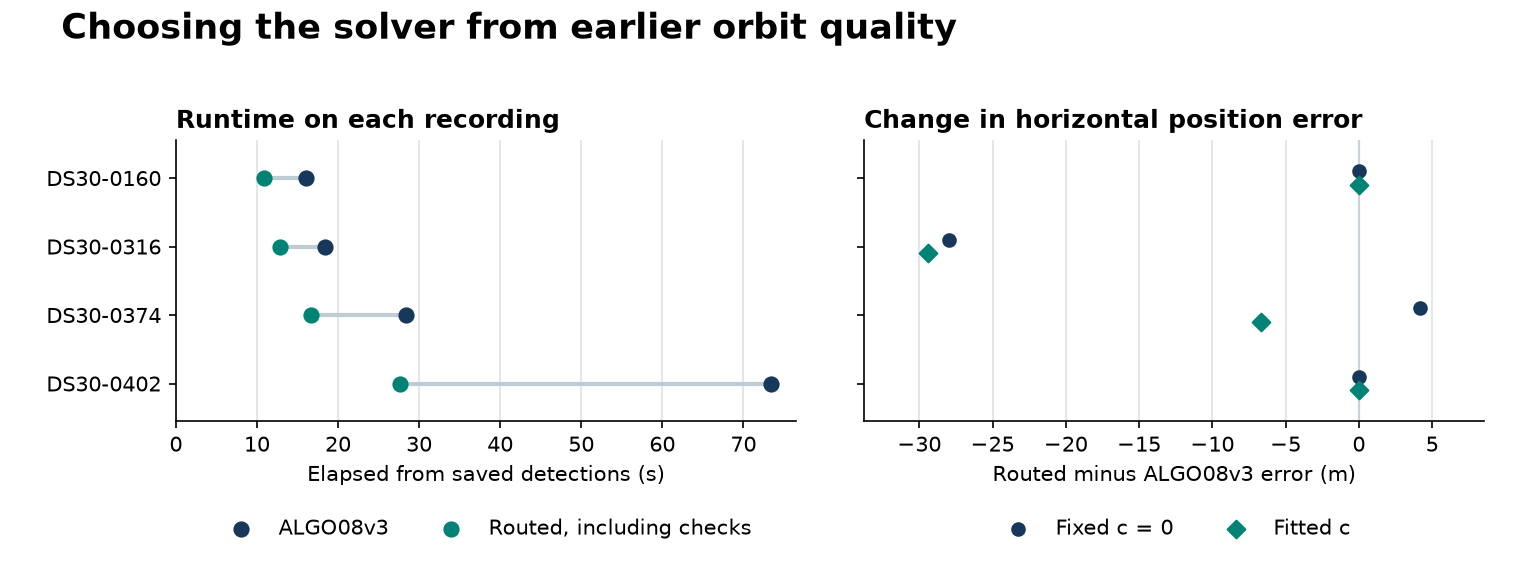 Choosing the solver from earlier orbit quality
Runtime on each recording
DS30-0160
DS30-0316
DS30-0374
DS30-0402
0 10 20 30 40 50 60 70
Elapsed from saved detections (s)
ALGO08v3 Routed, including checks
Change in horizontal position error
−30 −25 −20 −15 −10 −5 0 5
Routed minus ALGO08v3 error (m)
Fixed c = 0 Fitted c